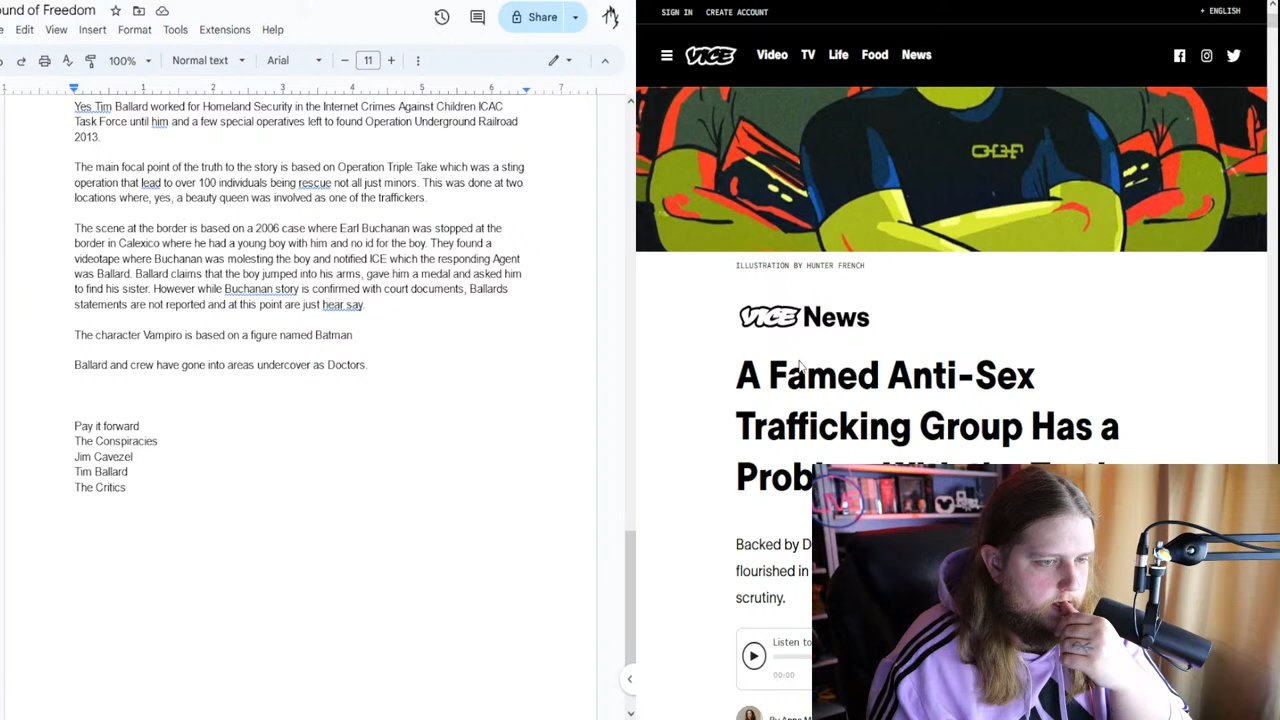 ound of Freedom
Edit View Insert Format Tools Extensions Help
Share
100% Normal text Arial 11
1 1 2 3 4 5 6 7
Yes Tim Ballard worked for Homeland Security in the Internet Crimes Against Children ICAC
Task Force until him and a few special operatives left to found Operation Underground Railroad
2013.
The main focal point of the truth to the story is based on Operation Triple Take which was a sting
operation that lead to over 100 individuals being rescue not all just minors. This was done at two
locations where, yes, a beauty queen was involved as one of the traffickers.
The scene at the border is based on a 2006 case where Earl Buchanan was stopped at the
border in Calexico where he had a young boy with him and no id for the boy. They found a
videotape where Buchanan was molesting the boy and notified ICE which the responding Agent
was Ballard. Ballard claims that the boy jumped into his arms, gave him a medal and asked him
to find his sister. However while Buchanan story is confirmed with court documents, Ballards
statements are not reported and at this point are just hear say.
The character Vampiro is based on a figure named Batman
Ballard and crew have gone into areas undercover as Doctors.
Pay it forward
The Conspiracies
Jim Cavezel
Tim Ballard
The Critics
SIGN IN CREATE ACCOUNT + ENGLISH
VICE Video TV Life Food News
ILLUSTRATION BY HUNTER FRENCH
VICE News
A Famed Anti-Sex
Trafficking Group Has a
Backed by D
flourished in
scrutiny.
Listen to
00:00
By Anna M